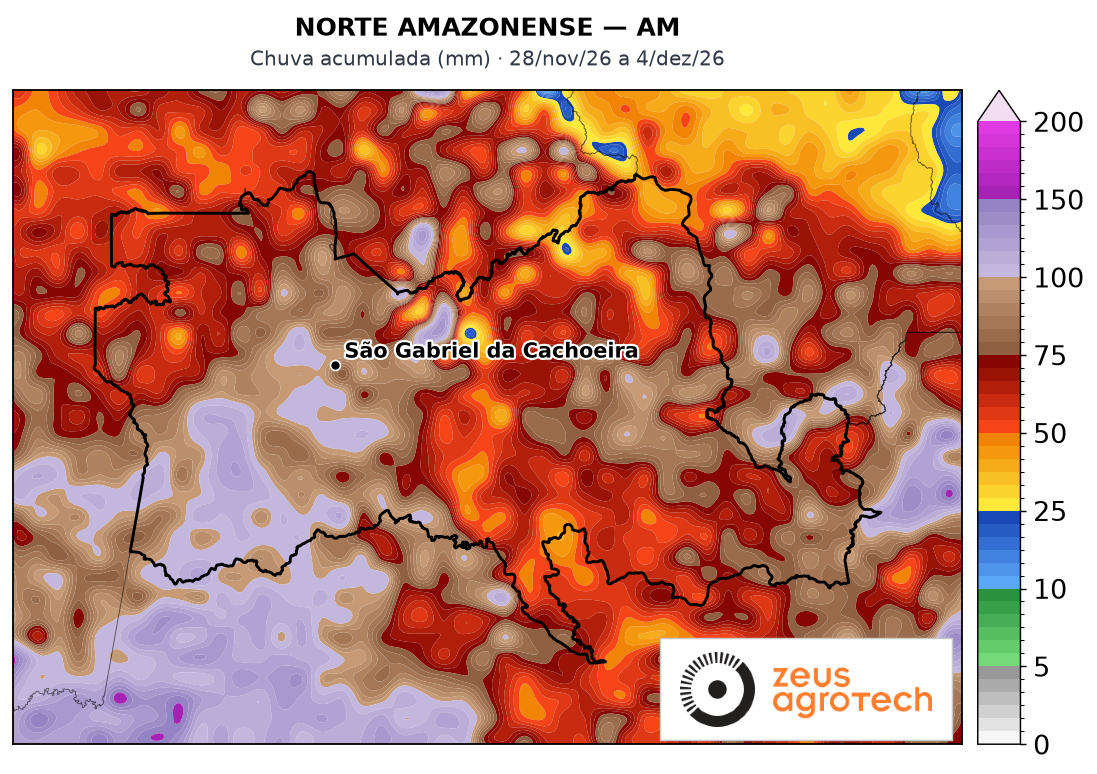 NORTE AMAZONENSE — AM
Chuva acumulada (mm) · 28/nov/26 a 4/dez/26
São Gabriel da Cachoeira
200
150
100
75
50
25
10
5
0
zeus
agrotech